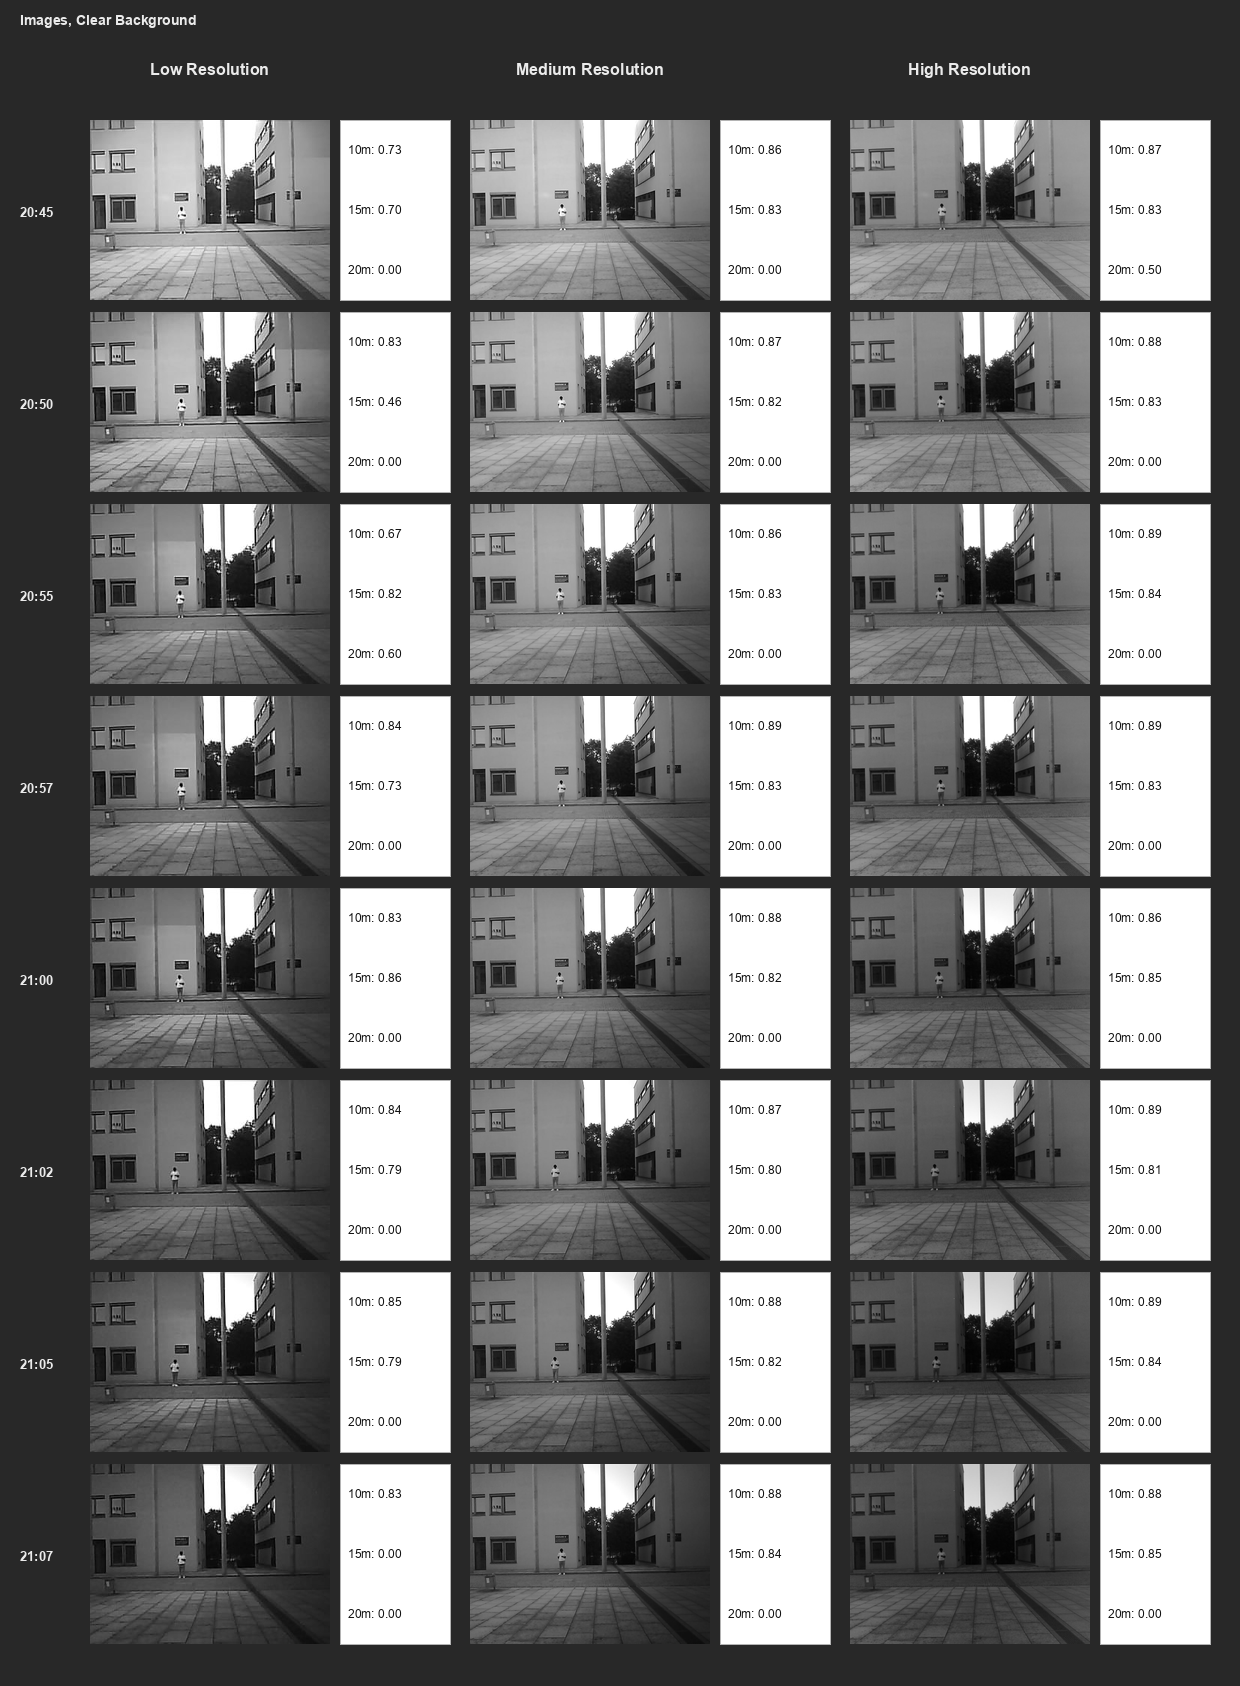 Images, Clear Background
Low Resolution
Medium Resolution
High Resolution
20:45
10m: 0.73
15m: 0.70
20m: 0.00
10m: 0.86
15m: 0.83
20m: 0.00
10m: 0.87
15m: 0.83
20m: 0.50
20:50
10m: 0.83
15m: 0.46
20m: 0.00
10m: 0.87
15m: 0.82
20m: 0.00
10m: 0.88
15m: 0.83
20m: 0.00
20:55
10m: 0.67
15m: 0.82
20m: 0.60
10m: 0.86
15m: 0.83
20m: 0.00
10m: 0.89
15m: 0.84
20m: 0.00
20:57
10m: 0.84
15m: 0.73
20m: 0.00
10m: 0.89
15m: 0.83
20m: 0.00
10m: 0.89
15m: 0.83
20m: 0.00
21:00
10m: 0.83
15m: 0.86
20m: 0.00
10m: 0.88
15m: 0.82
20m: 0.00
10m: 0.86
15m: 0.85
20m: 0.00
21:02
10m: 0.84
15m: 0.79
20m: 0.00
10m: 0.87
15m: 0.80
20m: 0.00
10m: 0.89
15m: 0.81
20m: 0.00
21:05
10m: 0.85
15m: 0.79
20m: 0.00
10m: 0.88
15m: 0.82
20m: 0.00
10m: 0.89
15m: 0.84
20m: 0.00
21:07
10m: 0.83
15m: 0.00
20m: 0.00
10m: 0.88
15m: 0.84
20m: 0.00
10m: 0.88
15m: 0.85
20m: 0.00